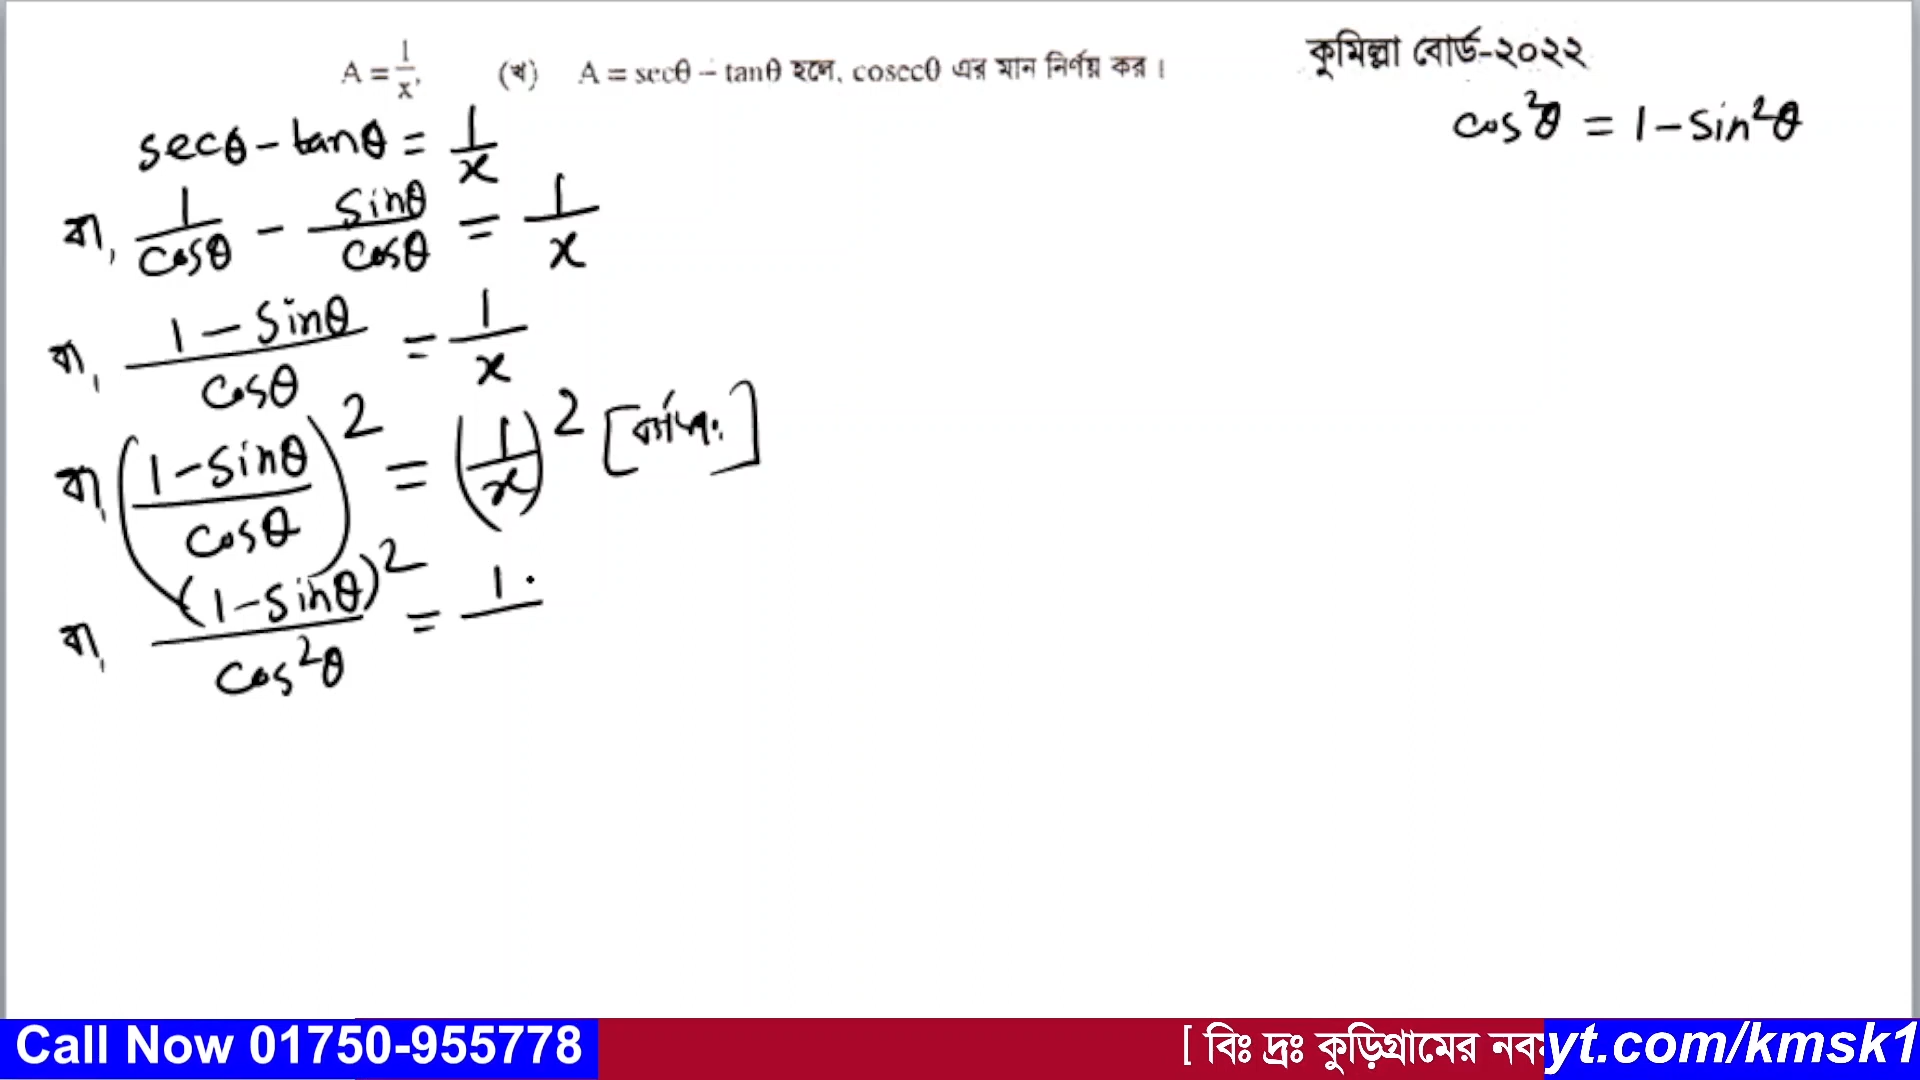 A = 1/x, (খ) A = secθ – tanθ হলে, cosecθ এর মান নির্ণয় কর।
কুমিল্লা বোর্ড-২০২২
cos²θ = 1 – sin²θ
secθ – tanθ = 1/x
বা, 1/cosθ – sinθ/cosθ = 1/x
বা, (1 – sinθ)/cosθ = 1/x
বা, ((1 – sinθ)/cosθ)² = (1/x)²
বা, (1 – sinθ)²/cos²θ = 1
Call Now 01750-955778
[ বিঃ দ্রঃ কুড়িগ্রামের নব
yt.com/kmsk1